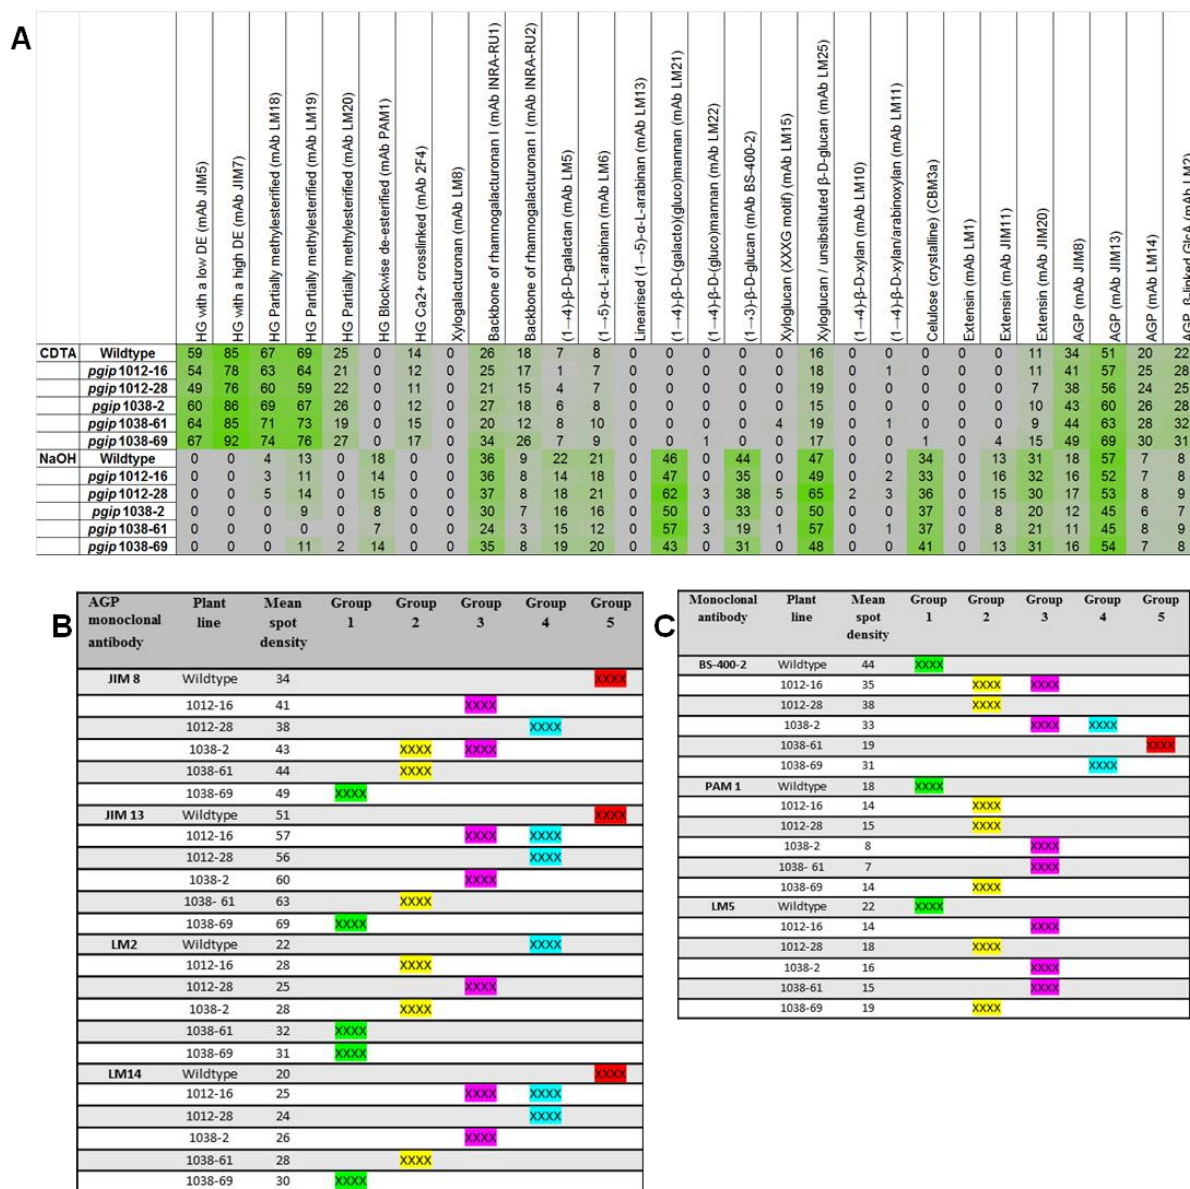 A
HG with a low DE (mAb JIM5)
HG with a high DE (mAb JIM7)
HG Partially methylesterified (mAb LM18)
HG Partially methylesterified (mAb LM19)
HG Partially methylesterified (mAb LM20)
HG Blockwise de-esterified (mAb PAM1)
HG Ca2+ crosslinked (mAb 2F4)
Xylogalacturonan (mAb LM8)
Backbone of rhamnogalacturonan I (mAb INRA-RU1)
Backbone of rhamnogalacturonan I (mAb INRA-RU2)
(1→4)-β-D-galactan (mAb LM5)
(1→5)-α-L-arabinan (mAb LM6)
Linearised (1→5)-α-L-arabinan (mAb LM13)
(1→4)-β-D-(galacto)(gluco)mannan (mAb LM21)
(1→4)-β-D-(gluco)mannan (mAb LM22)
(1→3)-β-D-glucan (mAb BS-400-2)
Xyloglucan (XXXG motif) (mAb LM15)
Xyloglucan / unsibstituted β-D-glucan (mAb LM25)
(1→4)-β-D-xylan (mAb LM10)
(1→4)-β-D-xylan/arabinoxylan (mAb LM11)
Celulose (crystalline) (CBM3a)
Extensin (mAb LM1)
Extensin (mAb JIM11)
Extensin (mAb JIM20)
AGP (mAb JIM8)
AGP (mAb JIM13)
AGP (mAb LM14)
AGP, β-linked GlcA (mAb LM2)
CDTA Wildtype 59 85 67 69 25 0 14 0 26 18 7 8 0 0 0 0 0 16 0 0 0 0 0 11 34 51 20 22
pgip 1012-16 54 78 63 64 21 0 12 0 25 17 1 7 0 0 0 0 0 18 0 1 0 0 0 11 41 57 25 28
pgip 1012-28 49 76 60 59 22 0 11 0 21 15 4 7 0 0 0 0 0 19 0 0 0 0 0 7 38 56 24 25
pgip 1038-2 60 86 69 67 26 0 12 0 27 18 6 8 0 0 0 0 0 15 0 0 0 0 0 10 43 60 26 28
pgip 1038-61 64 85 71 73 19 0 15 0 20 12 8 10 0 0 0 0 4 19 0 1 0 0 0 9 44 63 28 32
pgip 1038-69 67 92 74 76 27 0 17 0 34 26 7 9 0 0 1 0 0 17 0 0 1 0 4 15 49 69 30 31
NaOH Wildtype 0 0 4 13 0 18 0 0 36 9 22 21 0 46 0 44 0 47 0 0 34 0 13 31 18 57 7 8
pgip 1012-16 0 0 3 11 0 14 0 0 36 8 14 18 0 47 0 35 0 49 0 2 33 0 16 32 16 52 7 8
pgip 1012-28 0 0 5 14 0 15 0 0 37 8 18 21 0 62 3 38 5 65 2 3 36 0 15 30 17 53 8 9
pgip 1038-2 0 0 0 9 0 8 0 0 30 7 16 16 0 50 0 33 0 50 0 0 37 0 8 20 12 45 6 7
pgip 1038-61 0 0 0 0 0 7 0 0 24 3 15 12 0 57 3 19 1 57 0 1 37 0 8 21 11 45 8 9
pgip 1038-69 0 0 0 11 2 14 0 0 35 8 19 20 0 43 0 31 0 48 0 0 41 0 13 31 16 54 7 8
B
AGP Plant Mean Group Group Group Group Group
monoclonal line spot 1 2 3 4 5
antibody density
JIM 8 Wildtype 34 XXXX
1012-16 41 XXXX
1012-28 38 XXXX
1038-2 43 XXXX XXXX
1038-61 44 XXXX
1038-69 49 XXXX
JIM 13 Wildtype 51 XXXX
1012-16 57 XXXX XXXX
1012-28 56 XXXX
1038-2 60 XXXX
1038- 61 63 XXXX
1038-69 69 XXXX
LM2 Wildtype 22 XXXX
1012-16 28 XXXX
1012-28 25 XXXX
1038-2 28 XXXX
1038-61 32 XXXX
1038-69 31 XXXX
LM14 Wildtype 20 XXXX
1012-16 25 XXXX XXXX
1012-28 24 XXXX
1038-2 26 XXXX
1038-61 28 XXXX
1038-69 30 XXXX
C
Monoclonal Plant Mean Group Group Group Group Group
antibody line spot 1 2 3 4 5
density
BS-400-2 Wildtype 44 XXXX
1012-16 35 XXXX XXXX
1012-28 38 XXXX
1038-2 33 XXXX XXXX
1038-61 19 XXXX
1038-69 31 XXXX
PAM 1 Wildtype 18 XXXX
1012-16 14 XXXX
1012-28 15 XXXX
1038-2 8 XXXX
1038- 61 7 XXXX
1038-69 14 XXXX
LM5 Wildtype 22 XXXX
1012-16 14 XXXX
1012-28 18 XXXX
1038-2 16 XXXX
1038-61 15 XXXX
1038-69 19 XXXX